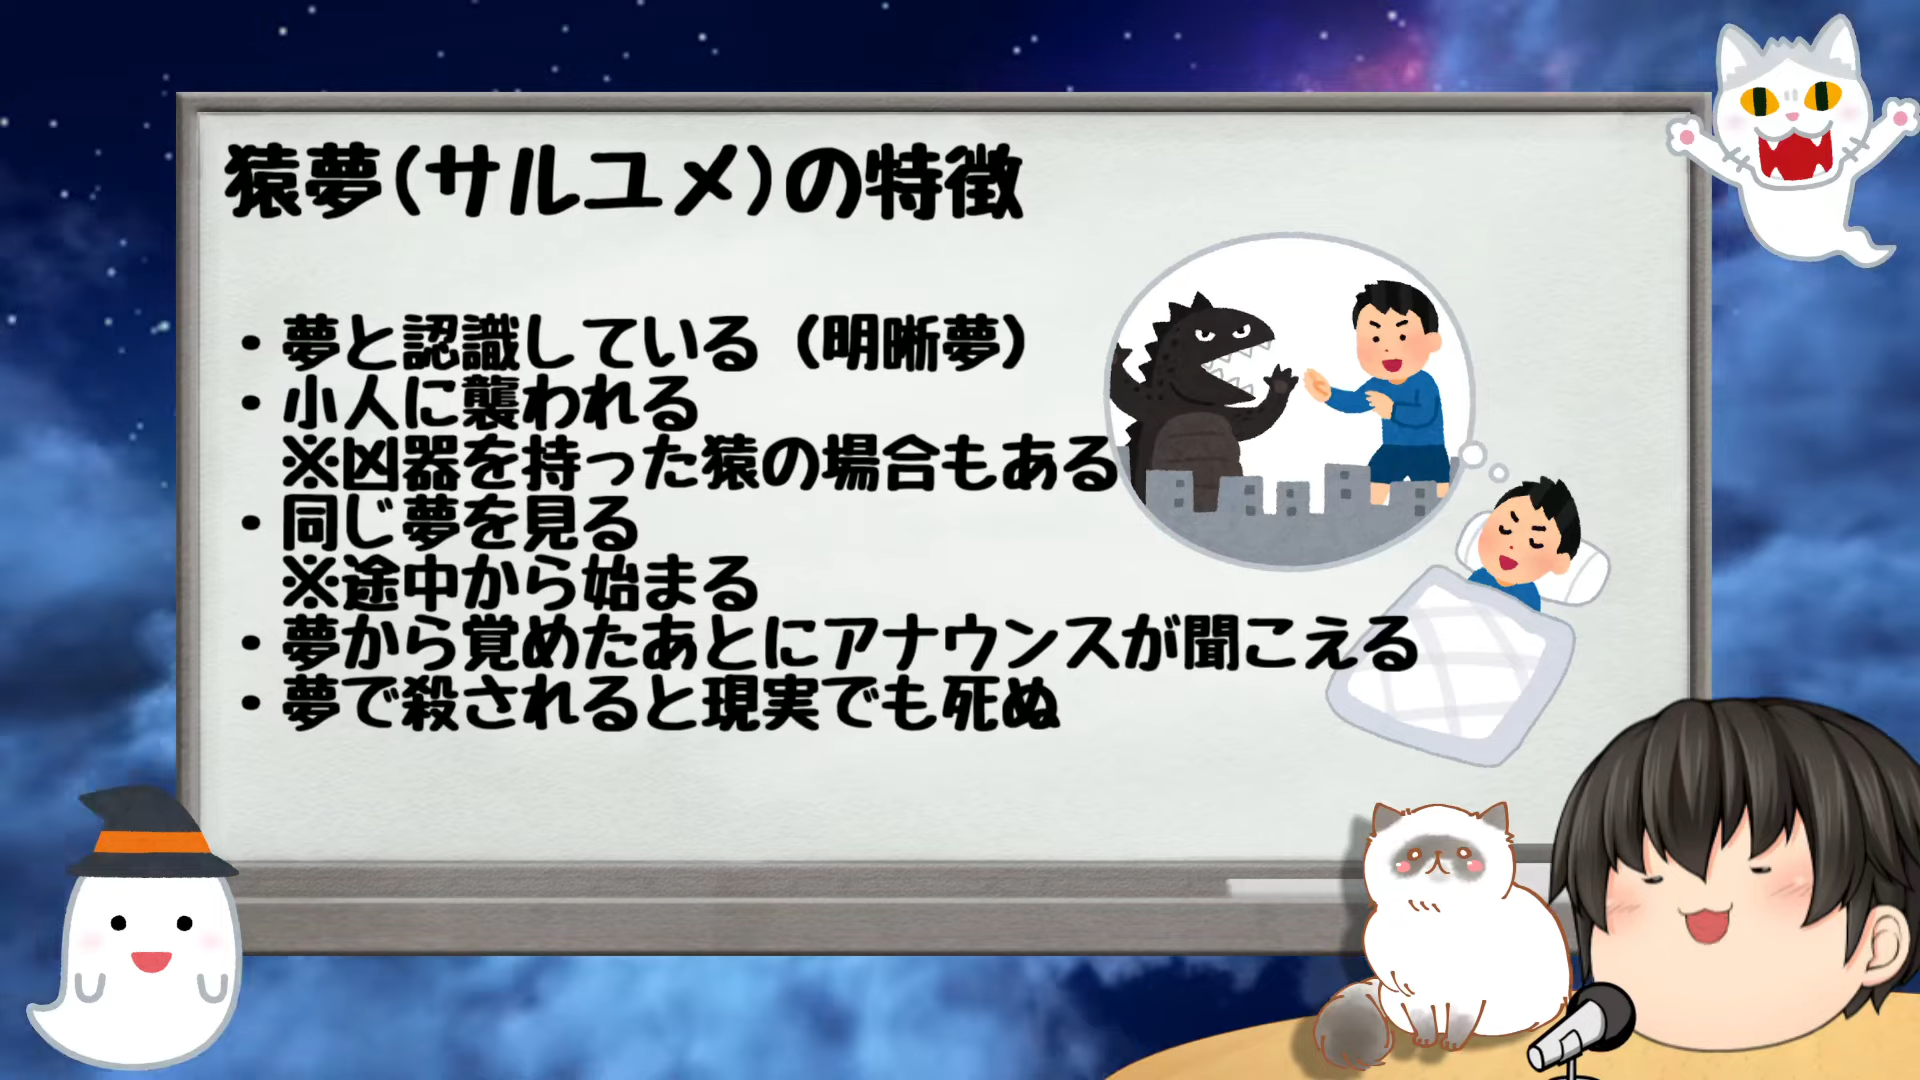 猿夢(サルユメ)の特徴
・夢と認識している（明晰夢）
・小人に襲われる
※凶器を持った猿の場合もある
・同じ夢を見る
※途中から始まる
・夢から覚めたあとにアナウンスが聞こえる
・夢で殺されると現実でも死ぬ